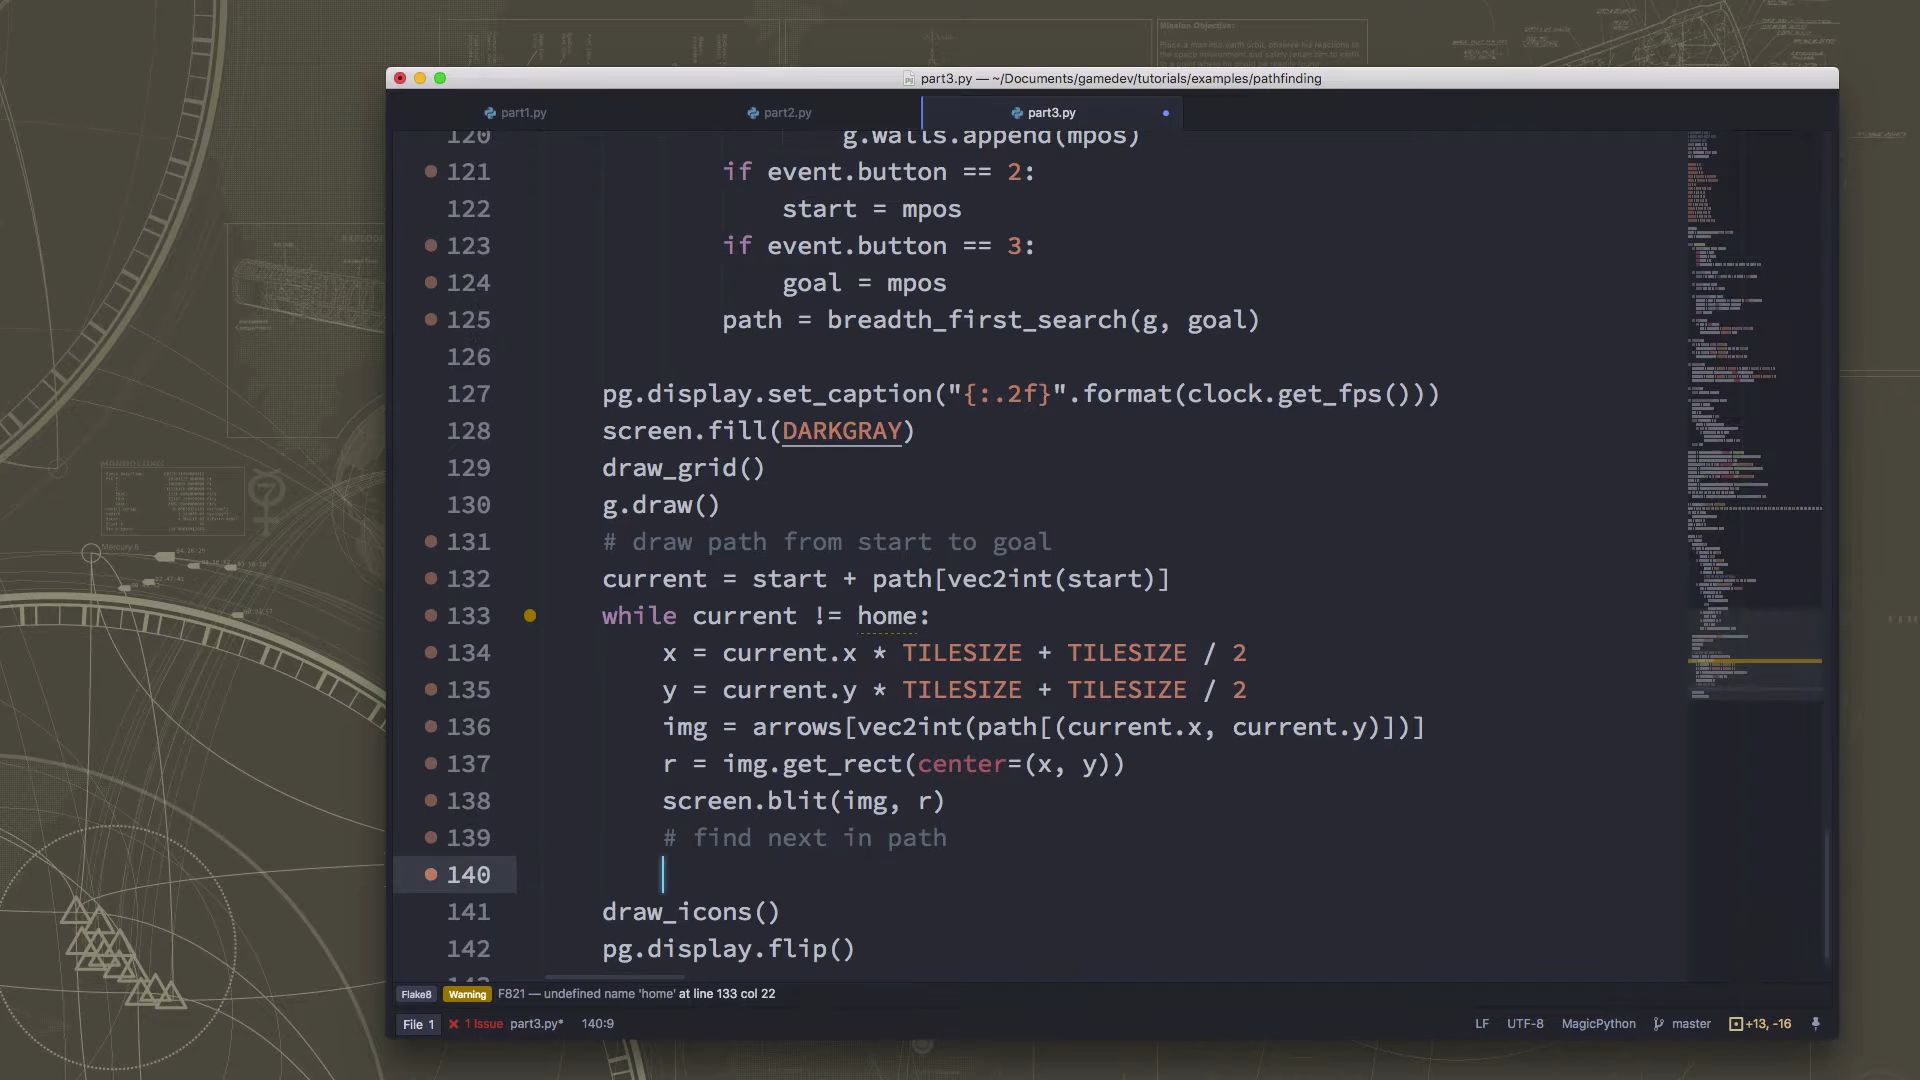 Mission Objective:
part3.py — ~/Documents/gamedev/tutorials/examples/pathfinding
part1.py
part2.py
part3.py
120 g.walls.append(mpos)
121 if event.button == 2:
122 start = mpos
123 if event.button == 3:
124 goal = mpos
125 path = breadth_first_search(g, goal)
126
127 pg.display.set_caption("{:.2f}".format(clock.get_fps()))
128 screen.fill(DARKGRAY)
129 draw_grid()
130 g.draw()
131 # draw path from start to goal
132 current = start + path[vec2int(start)]
133 while current != home:
134 x = current.x * TILESIZE + TILESIZE / 2
135 y = current.y * TILESIZE + TILESIZE / 2
136 img = arrows[vec2int(path[(current.x, current.y)])]
137 r = img.get_rect(center=(x, y))
138 screen.blit(img, r)
139 # find next in path
140
141 draw_icons()
142 pg.display.flip()
Flake8 Warning F821 — undefined name 'home' at line 133 col 22
File 1 1 Issue part3.py* 140:9 LF UTF-8 MagicPython master +13, -16